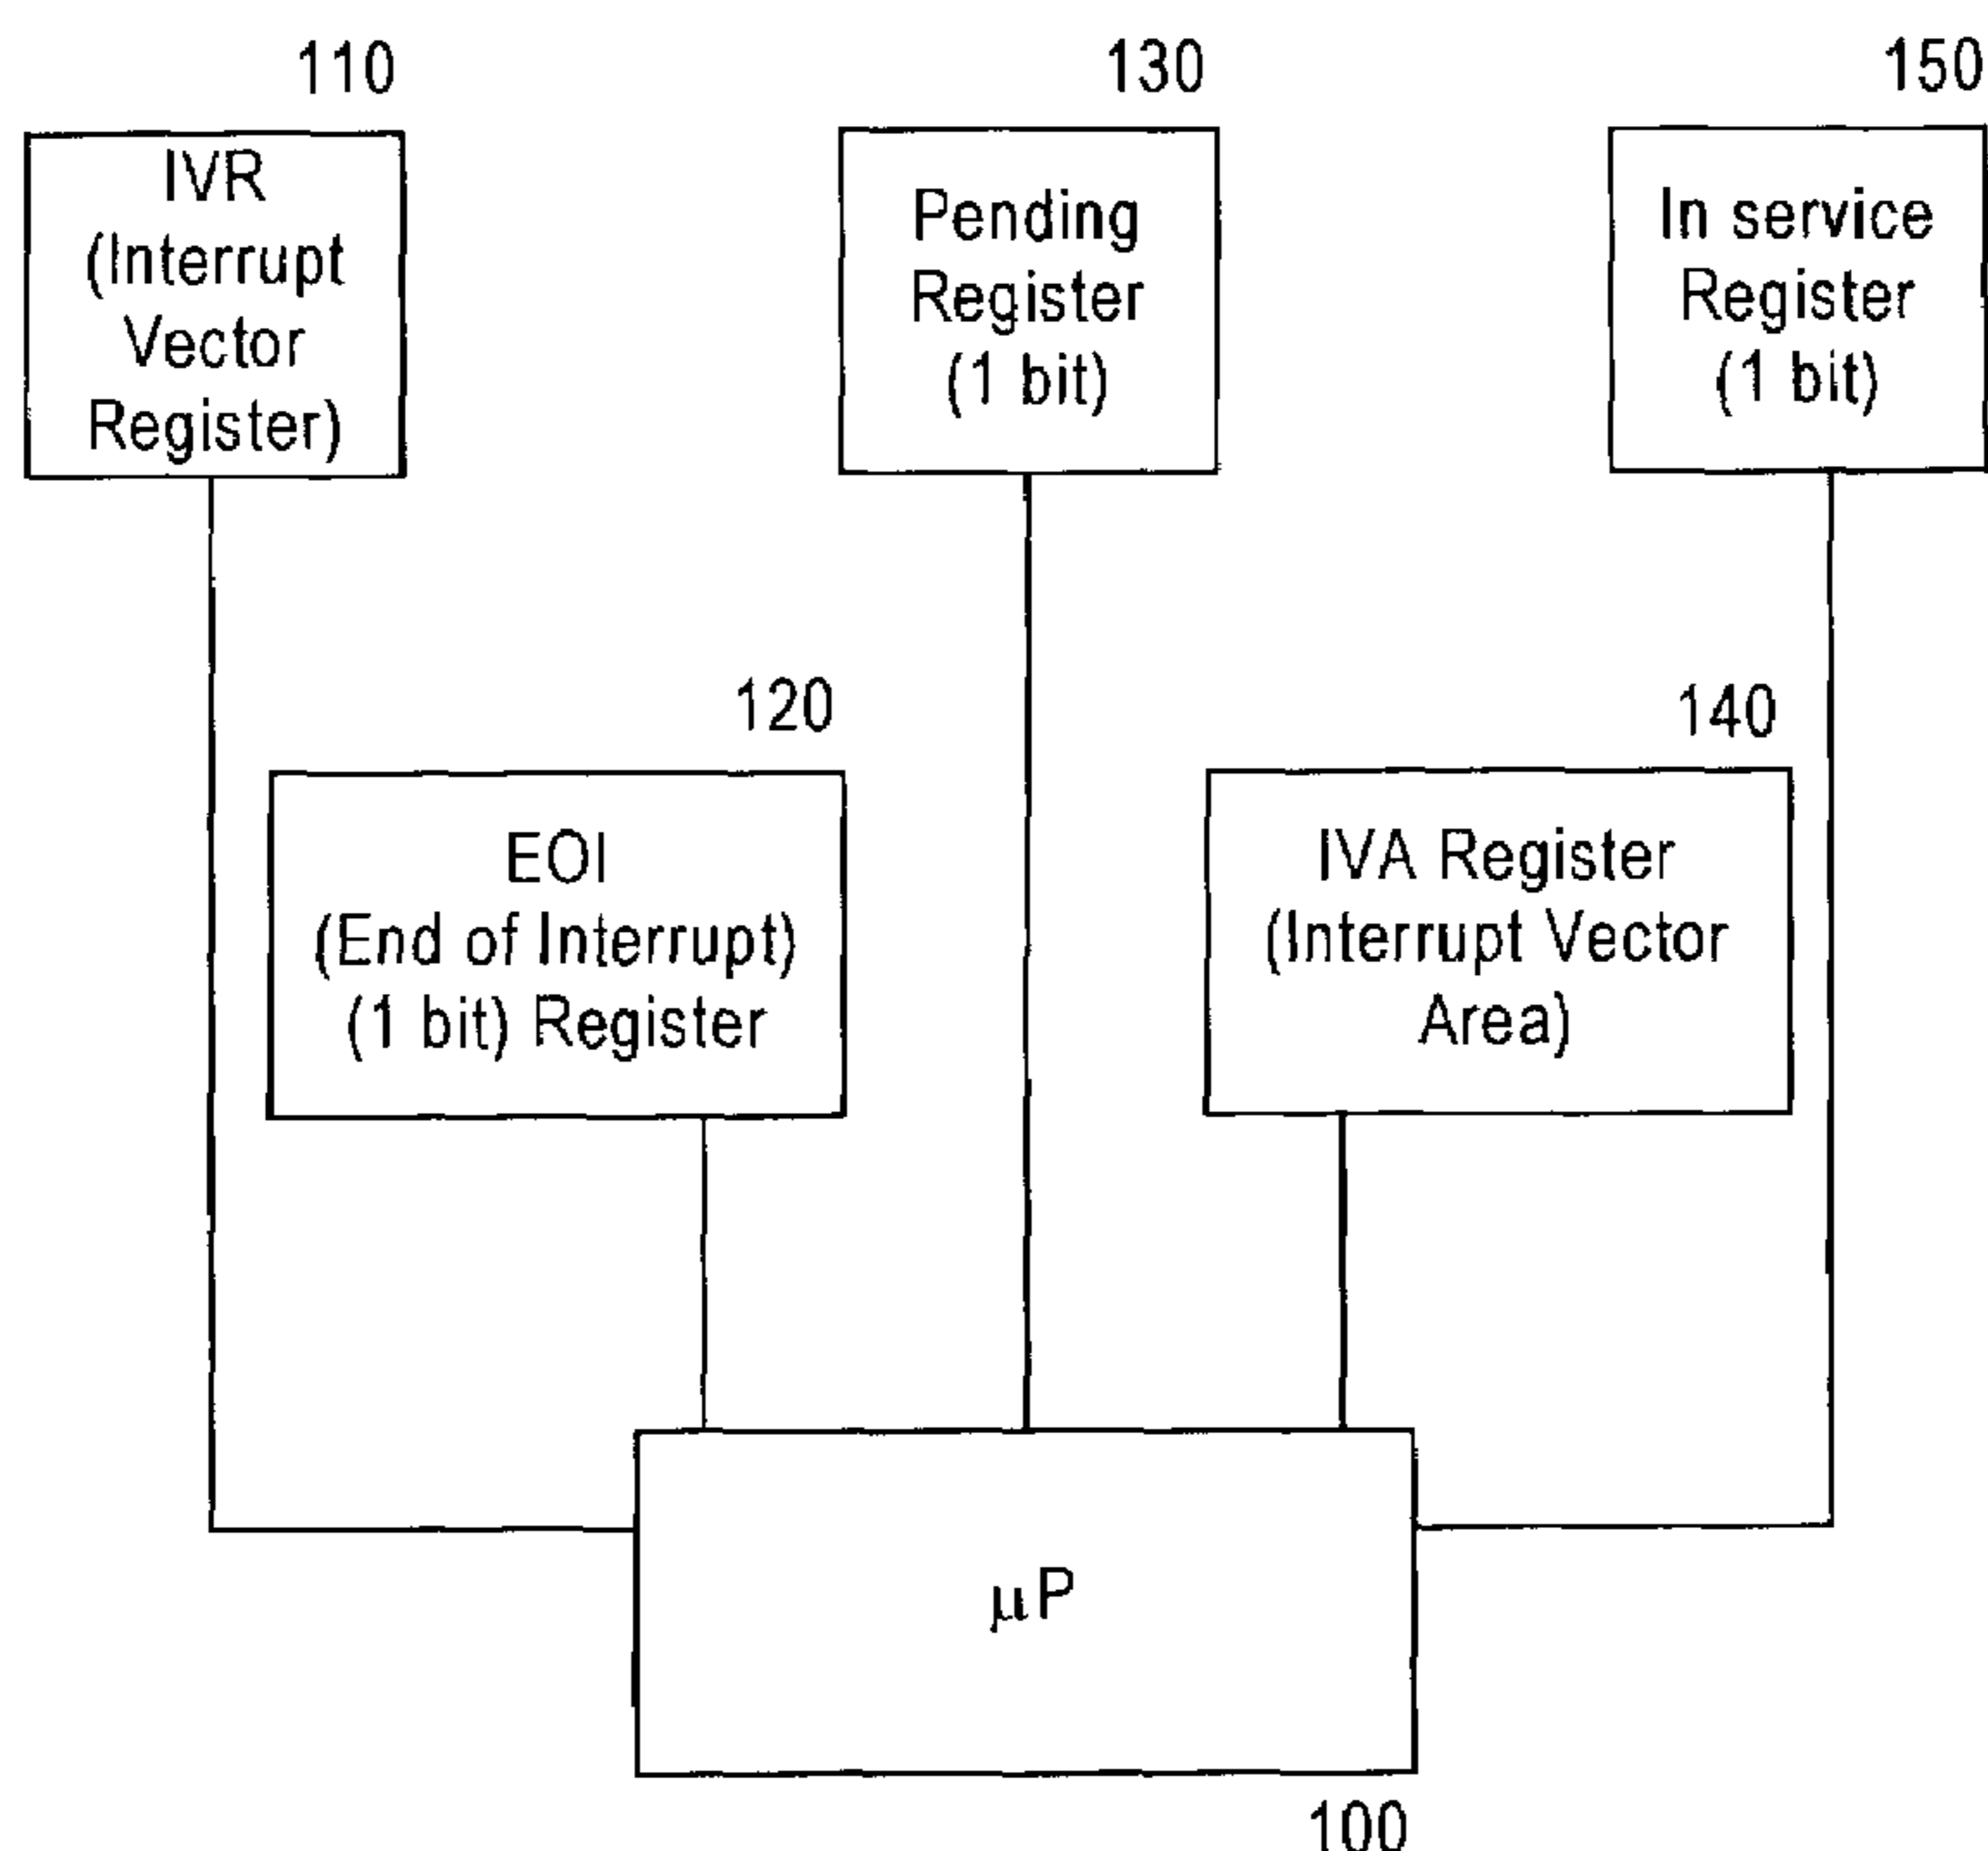 110
IVR
(Interrupt
Vector
Register)
130
Pending
Register
(1 bit)
150
In service
Register
(1 bit)
120
EOI
(End of Interrupt)
(1 bit) Register
140
IVA Register
(Interrupt Vector
Area)
μP
100